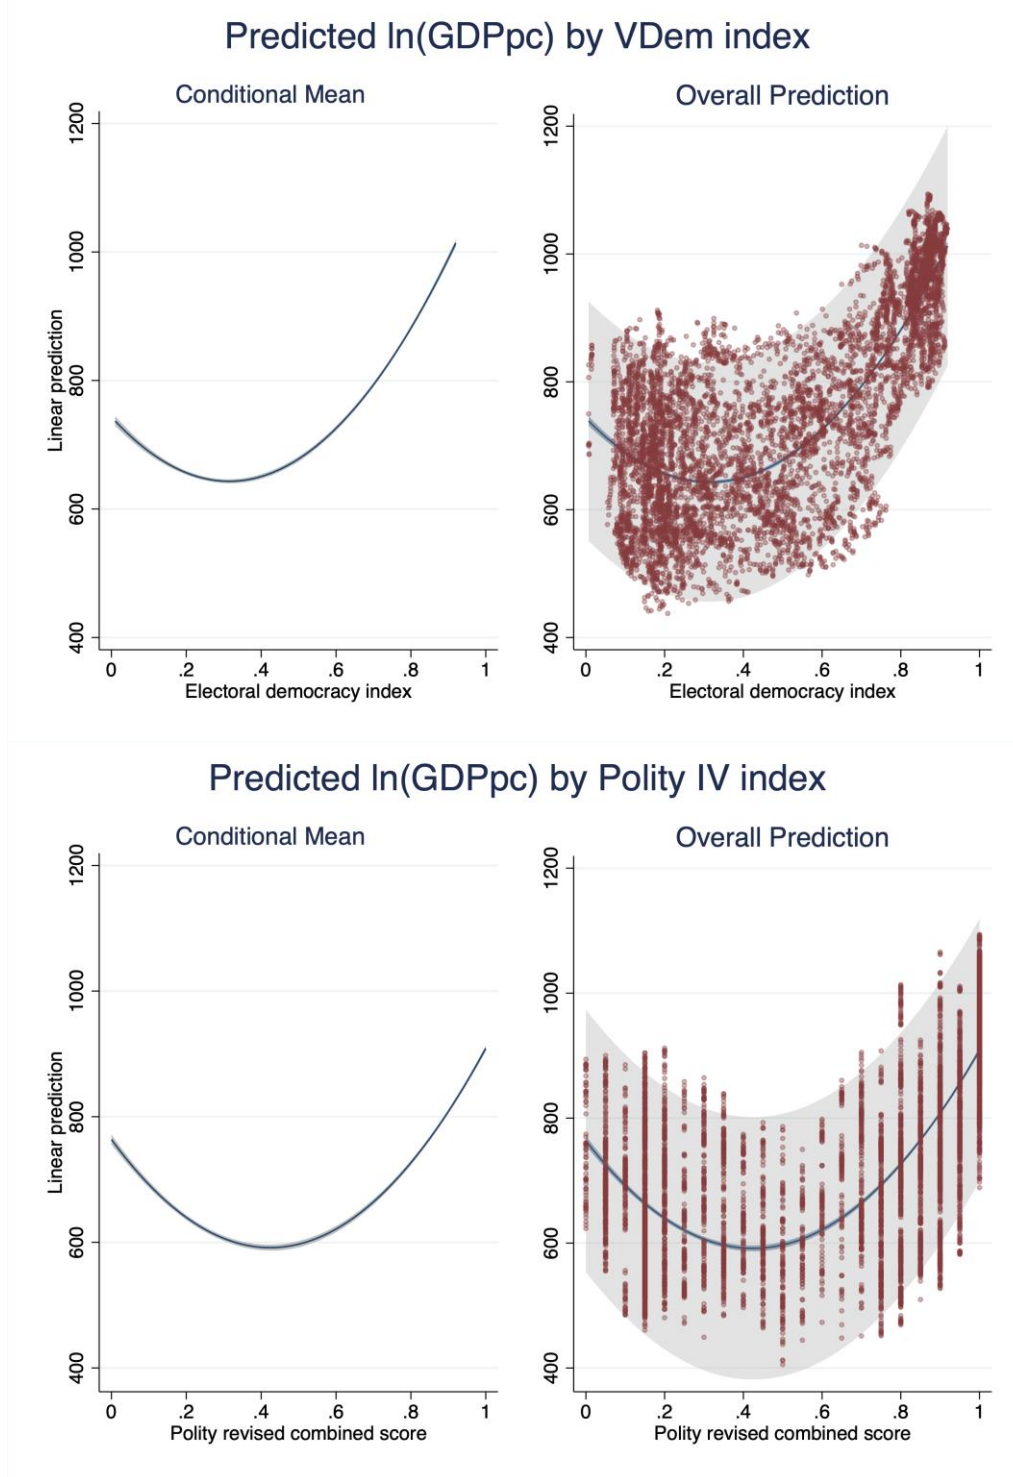 Predicted ln(GDPpc) by VDem index
Conditional Mean
Overall Prediction
Linear prediction
1200
1000
800
600
400
0 .2 .4 .6 .8 1
Electoral democracy index
1200
1000
800
600
400
0 .2 .4 .6 .8 1
Electoral democracy index
Predicted ln(GDPpc) by Polity IV index
Conditional Mean
Overall Prediction
Linear prediction
1200
1000
800
600
400
0 .2 .4 .6 .8 1
Polity revised combined score
1200
1000
800
600
400
0 .2 .4 .6 .8 1
Polity revised combined score